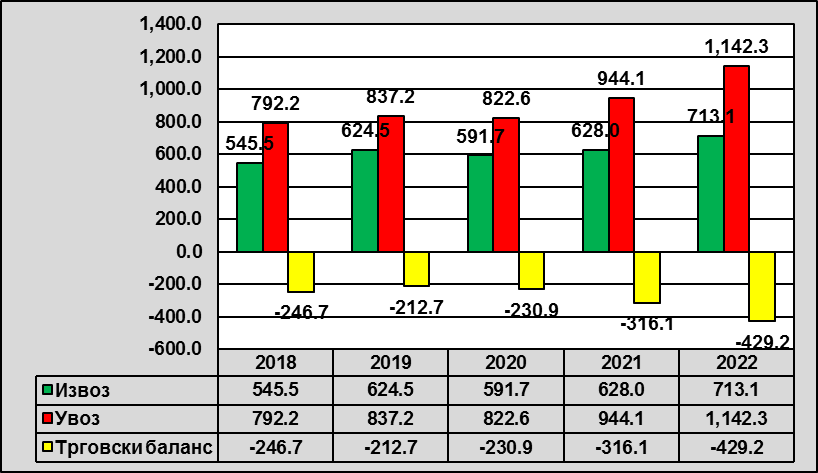 1,400.0
1,200.0
1,000.0
800.0
600.0
400.0
200.0
0.0
-200.0
-400.0
-600.0
545.5 792.2 -246.7
624.5 837.2 -212.7
591.7 822.6 -230.9
628.0 944.1 -316.1
713.1 1,142.3 -429.2
2018 2019 2020 2021 2022
Извоз 545.5 624.5 591.7 628.0 713.1
Увоз 792.2 837.2 822.6 944.1 1,142.3
Трговски баланс -246.7 -212.7 -230.9 -316.1 -429.2